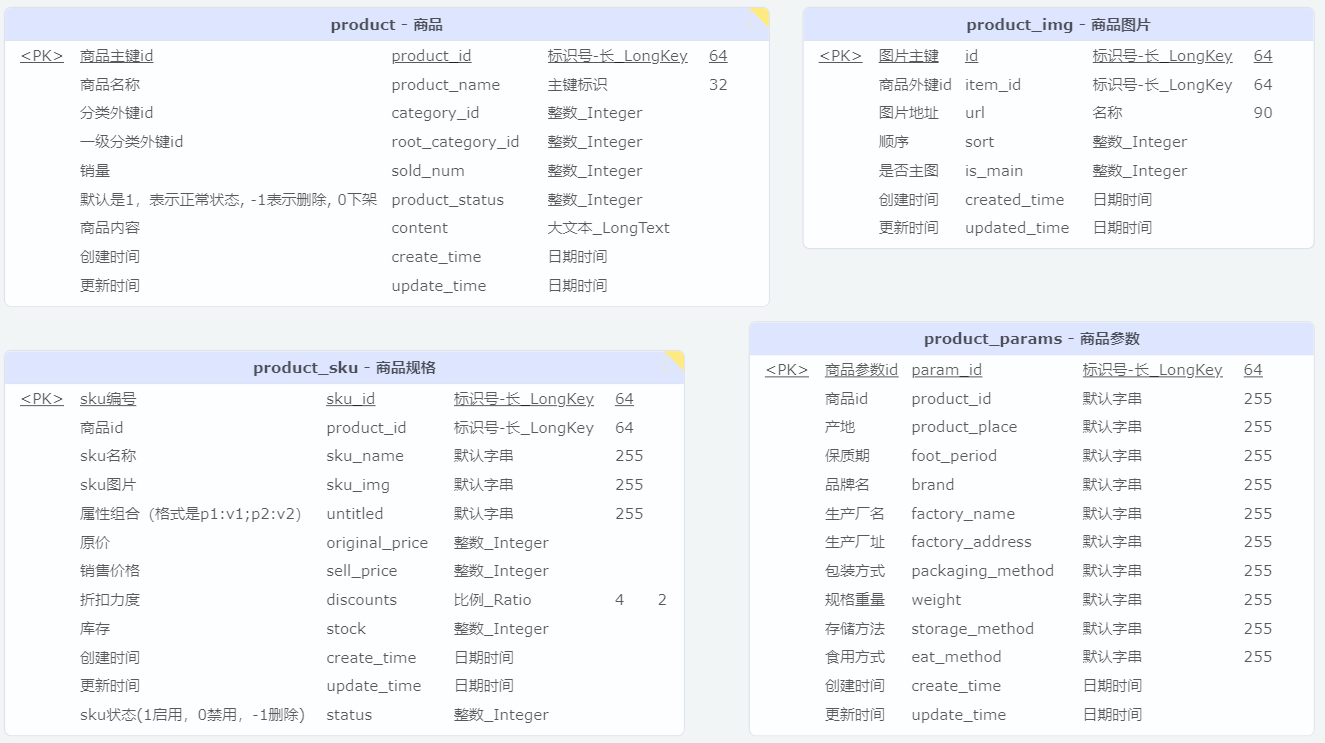 product - 商品
<PK> 商品主键id product_id 标识号-长_LongKey 64
商品名称 product_name 主键标识 32
分类外键id category_id 整数_Integer
一级分类外键id root_category_id 整数_Integer
销量 sold_num 整数_Integer
默认是1，表示正常状态, -1表示删除, 0下架 product_status 整数_Integer
商品内容 content 大文本_LongText
创建时间 create_time 日期时间
更新时间 update_time 日期时间
product_img - 商品图片
<PK> 图片主键 id 标识号-长_LongKey 64
商品外键id item_id 标识号-长_LongKey 64
图片地址 url 名称 90
顺序 sort 整数_Integer
是否主图 is_main 整数_Integer
创建时间 created_time 日期时间
更新时间 updated_time 日期时间
product_sku - 商品规格
<PK> sku编号 sku_id 标识号-长_LongKey 64
商品id product_id 标识号-长_LongKey 64
sku名称 sku_name 默认字串 255
sku图片 sku_img 默认字串 255
属性组合（格式是p1:v1;p2:v2） untitled 默认字串 255
原价 original_price 整数_Integer
销售价格 sell_price 整数_Integer
折扣力度 discounts 比例_Ratio 4 2
库存 stock 整数_Integer
创建时间 create_time 日期时间
更新时间 update_time 日期时间
sku状态(1启用，0禁用，-1删除) status 整数_Integer
product_params - 商品参数
<PK> 商品参数id param_id 标识号-长_LongKey 64
商品id product_id 默认字串 255
产地 product_place 默认字串 255
保质期 foot_period 默认字串 255
品牌名 brand 默认字串 255
生产厂名 factory_name 默认字串 255
生产厂址 factory_address 默认字串 255
包装方式 packaging_method 默认字串 255
规格重量 weight 默认字串 255
存储方法 storage_method 默认字串 255
食用方式 eat_method 默认字串 255
创建时间 create_time 日期时间
更新时间 update_time 日期时间